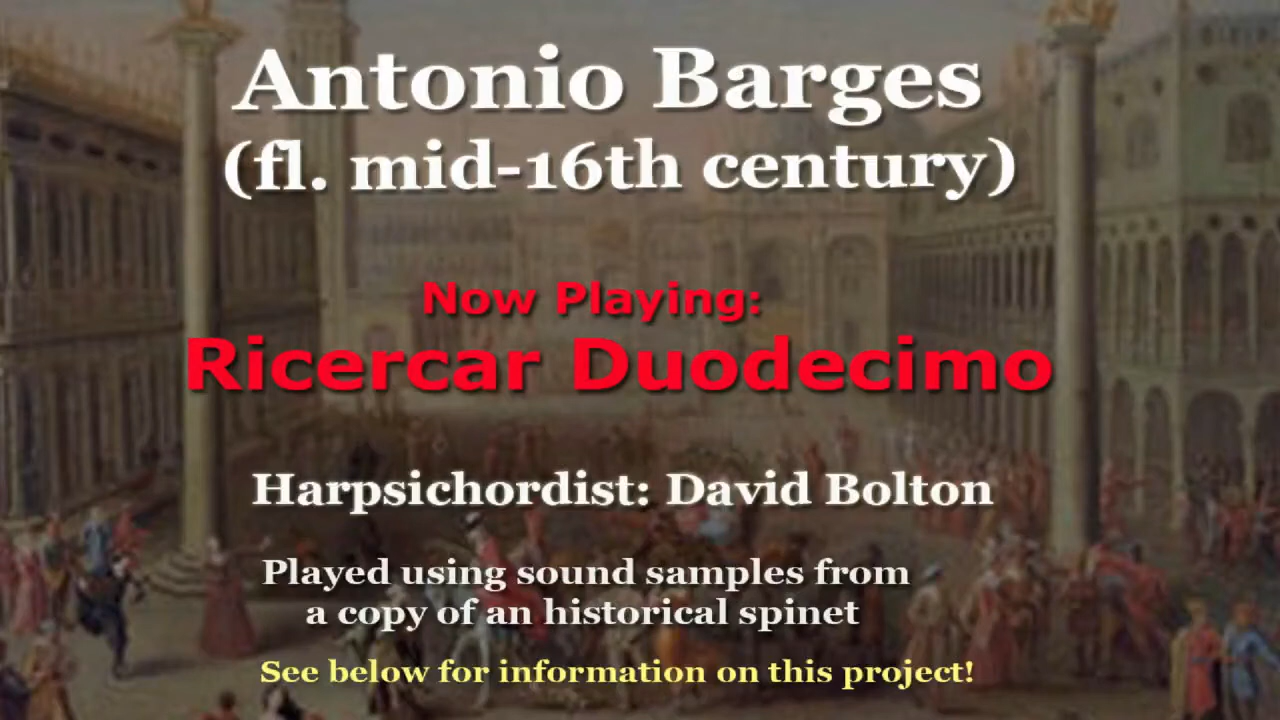 Antonio Barges
(fl. mid-16th century)
Now Playing:
Ricercar Duodecimo
Harpsichordist: David Bolton
Played using sound samples from
a copy of an historical spinet
See below for information on this project!